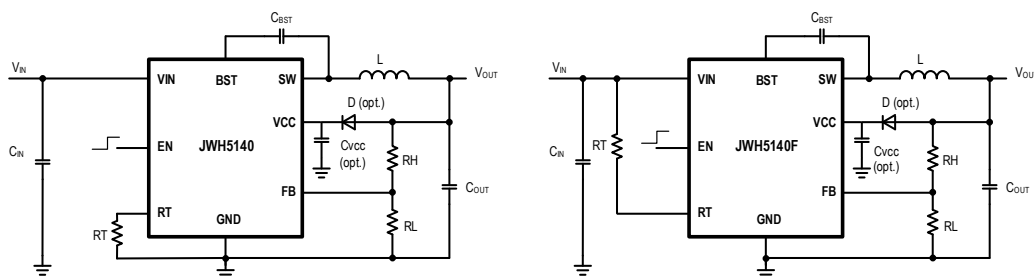 CBST
VIN
VIN
BST
SW
L
VOUT
VCC
D (opt.)
CIN
EN
JWH5140
Cvcc
(opt.)
RH
FB
COUT
RT
GND
RL
RT
CBST
VIN
VIN
BST
SW
L
VOU
VCC
D (opt.)
CIN
RT
EN
JWH5140F
Cvcc
(opt.)
RH
FB
COUT
RT
GND
RL